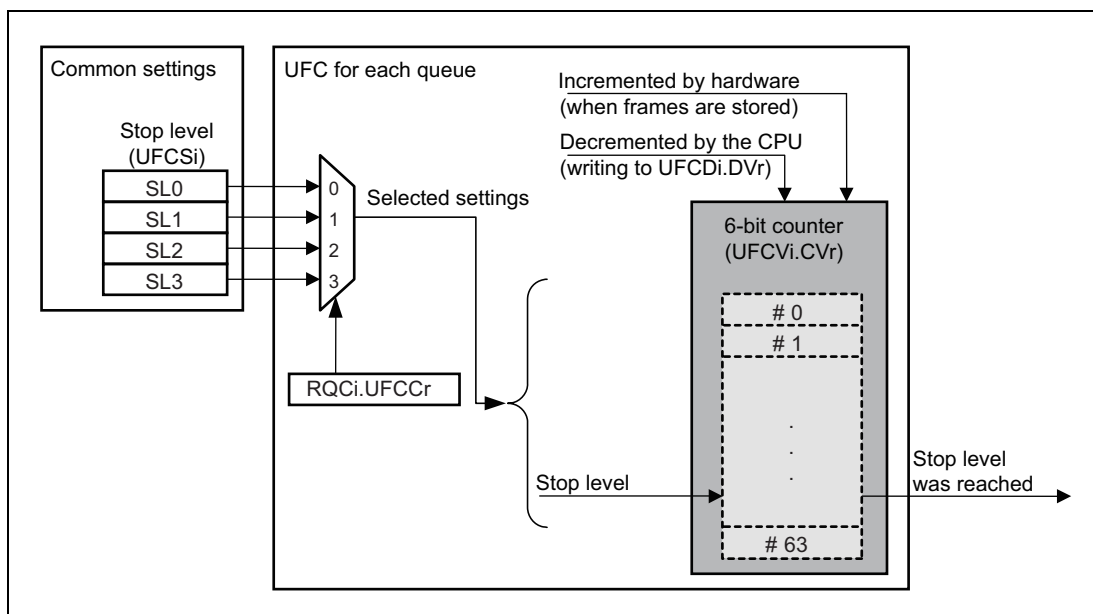 Common settings
Stop level
(UFCSi)
SL0
SL1
SL2
SL3
UFC for each queue
0
1
2
3
Selected settings
RQCi.UFCCr
Incremented by hardware
(when frames are stored)
Decremented by the CPU
(writing to UFCDi.DVr)
6-bit counter
(UFCVi.CVr)
# 0
# 1
.
.
.
# 63
Stop level
Stop level
was reached